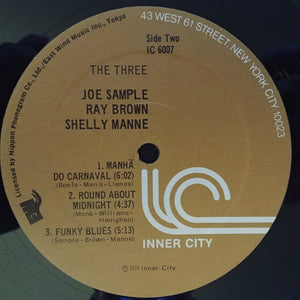 43 WEST 61 STREET, NEW YORK CITY 10023
Licensed by Nippon Phonogram Co., Ltd./East Wind Music Inc., Tokyo
Side Two
IC 6007
THE THREE
JOE SAMPLE
RAY BROWN
SHELLY MANNE
1. MANHÃ
DO CARNAVAL (6:02)
(Bonfa-Maria-Llenas)
2. ROUND ABOUT
MIDNIGHT (4:37)
(Monk-Williams-
Hanighen)
3. FUNKY BLUES (5:13)
(Sample-Brown-Manne)
INNER CITY
1978 Inner City